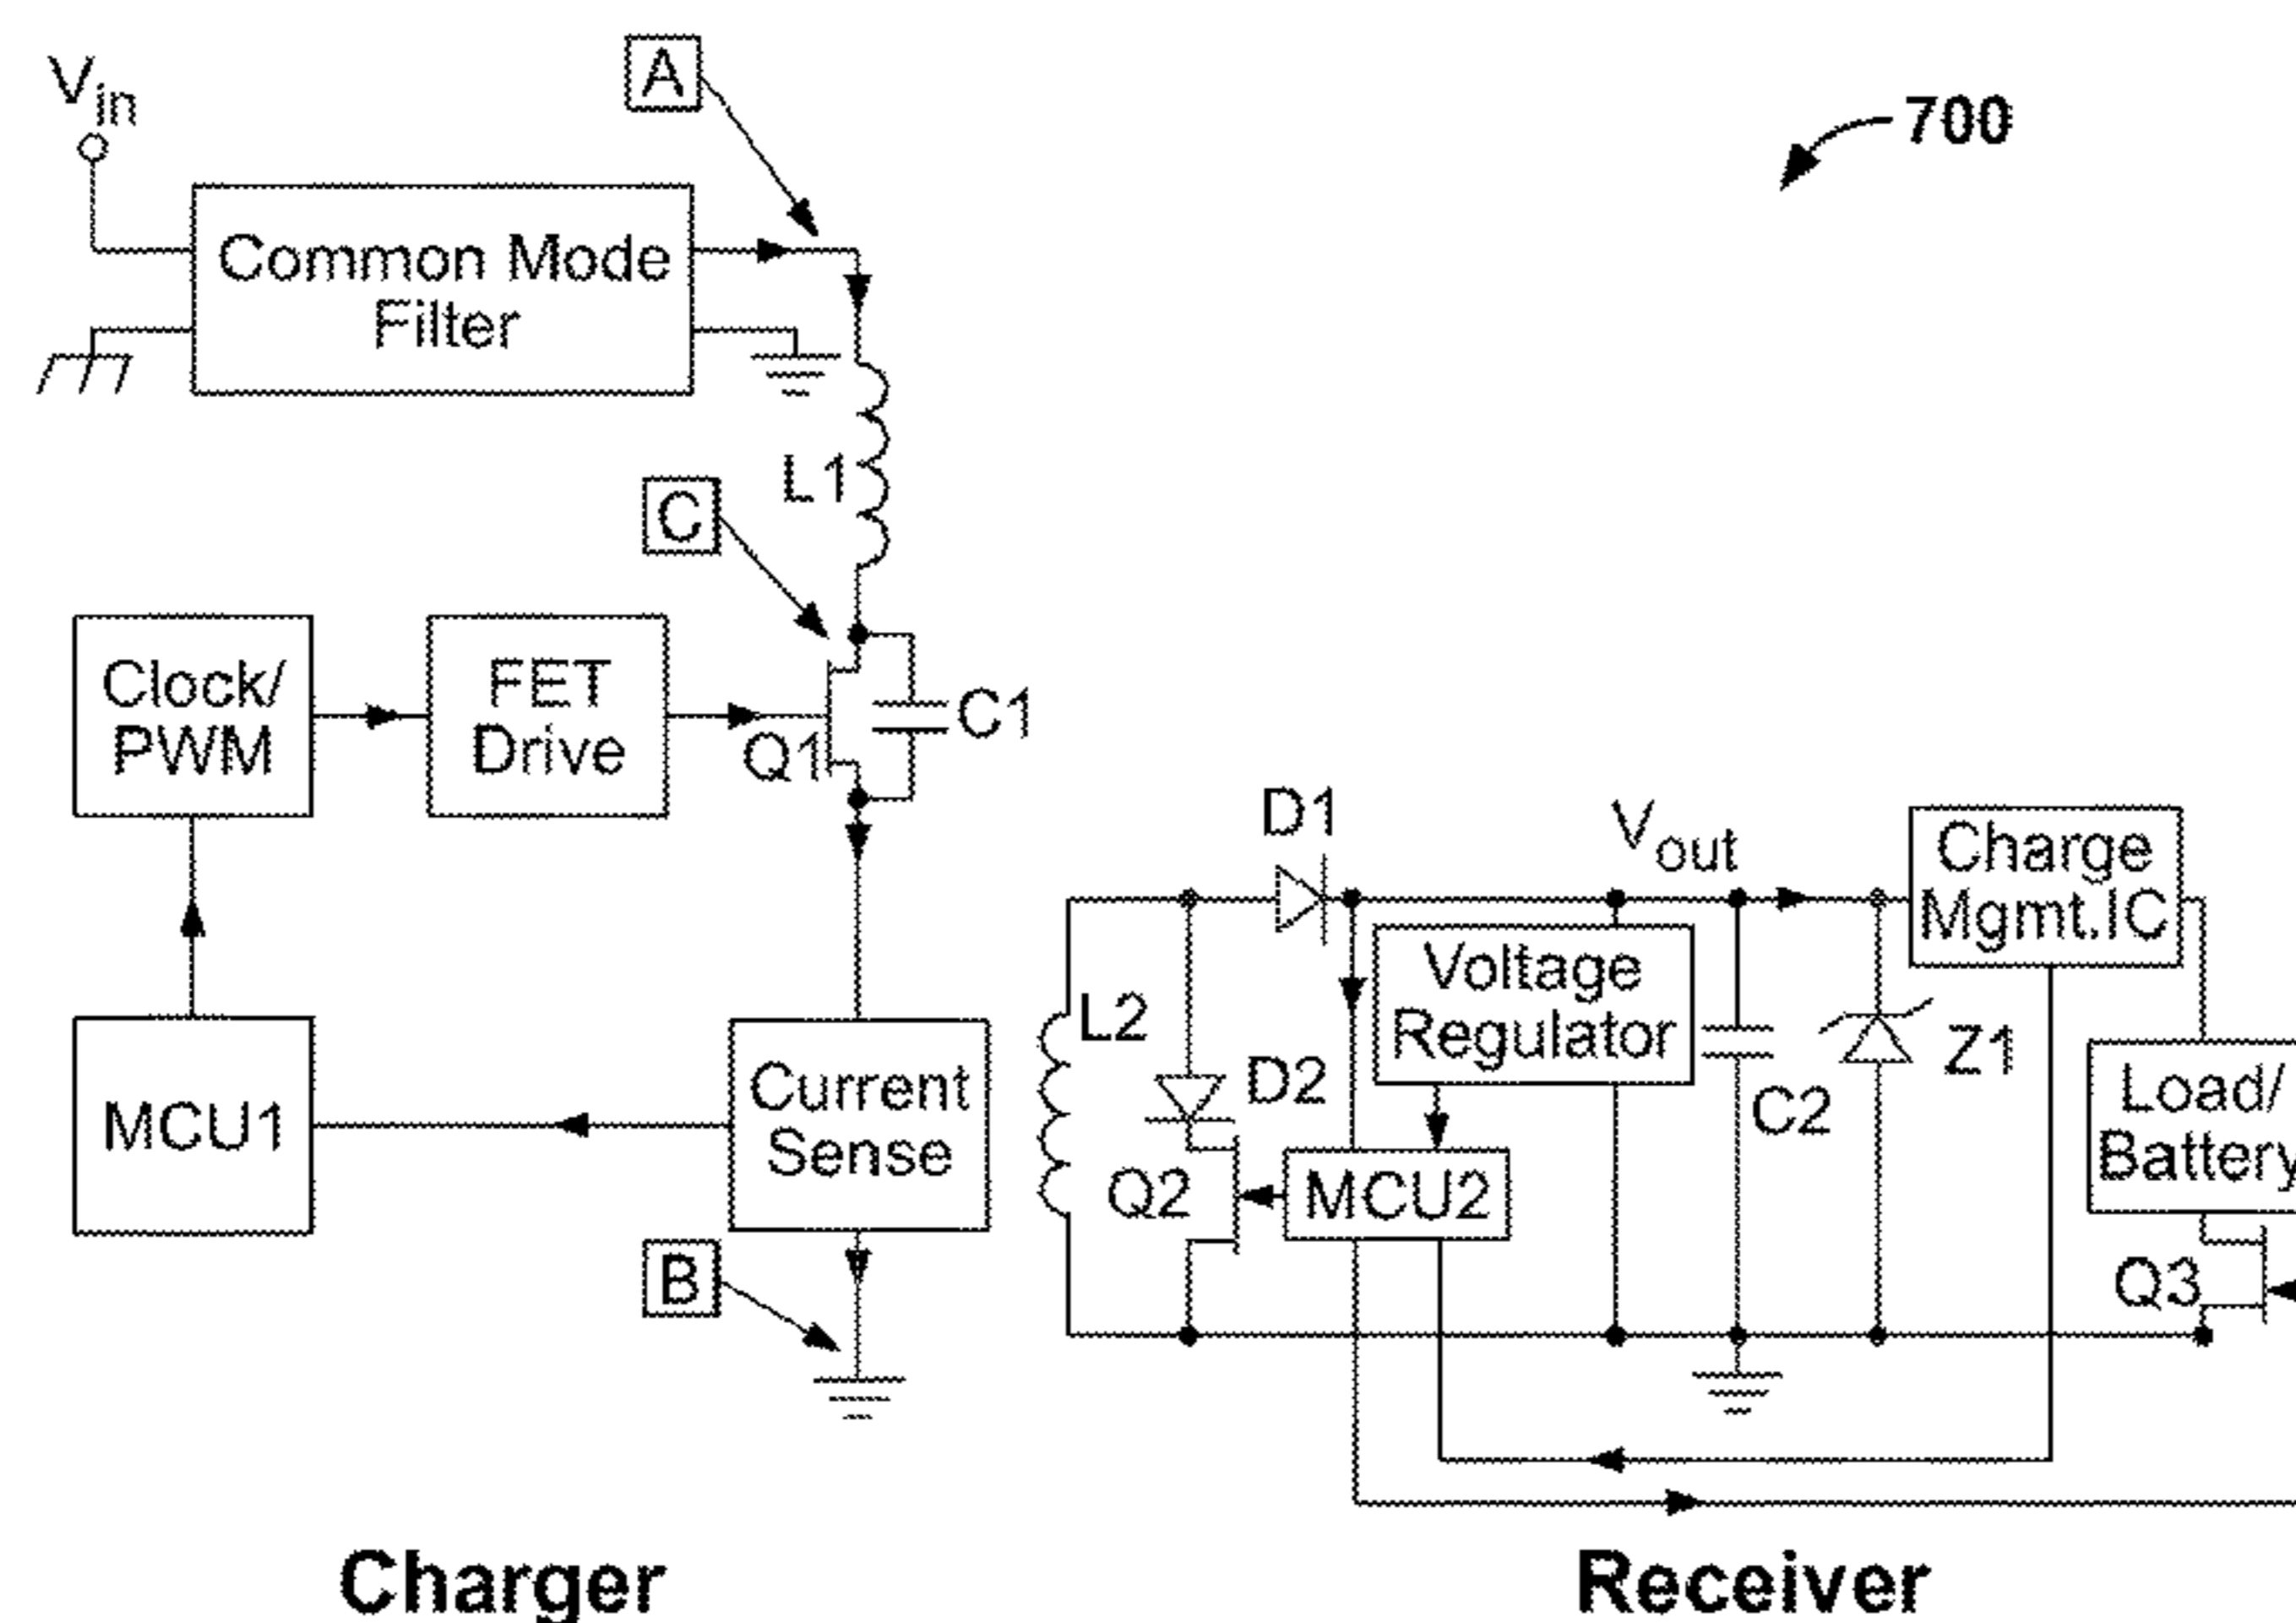 Vin
A
700
Common Mode
Filter
L1
C
Clock/
PWM
FET
Drive
Q1
C1
D1
Vout
Charge
Mgmt.IC
Voltage
Regulator
L2
D2
Z1
MCU1
Current
Sense
C2
Load/
Battery
Q2
MCU2
B
Q3
Charger
Receiver